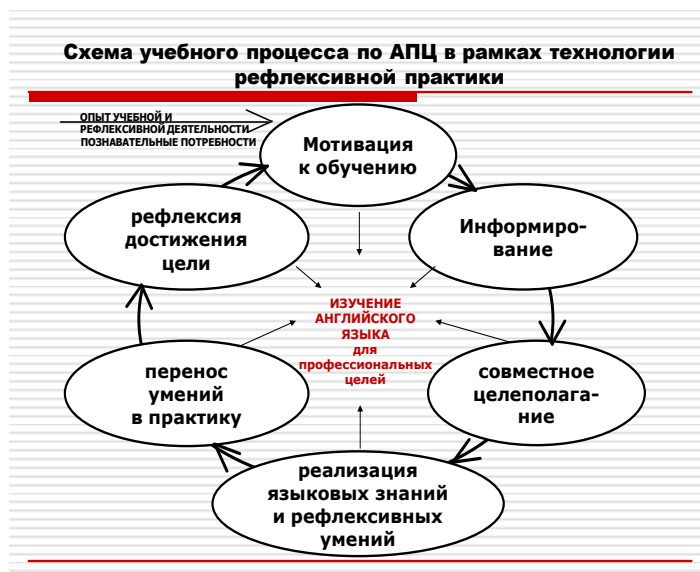 Схема учебного процесса по АПЦ в рамках технологии
рефлексивной практики
ОПЫТ УЧЕБНОЙ И
РЕФЛЕКСИВНОЙ ДЕЯТЕЛЬНОСТИ
ПОЗНАВАТЕЛЬНЫЕ ПОТРЕБНОСТИ
Мотивация
к обучению
Информиро-
вание
совместное
целеполага-
ние
реализация
языковых знаний
и рефлексивных
умений
перенос
умений
в практику
рефлексия
достижения
цели
ИЗУЧЕНИЕ
АНГЛИЙСКОГО
ЯЗЫКА
для
профессиональных
целей